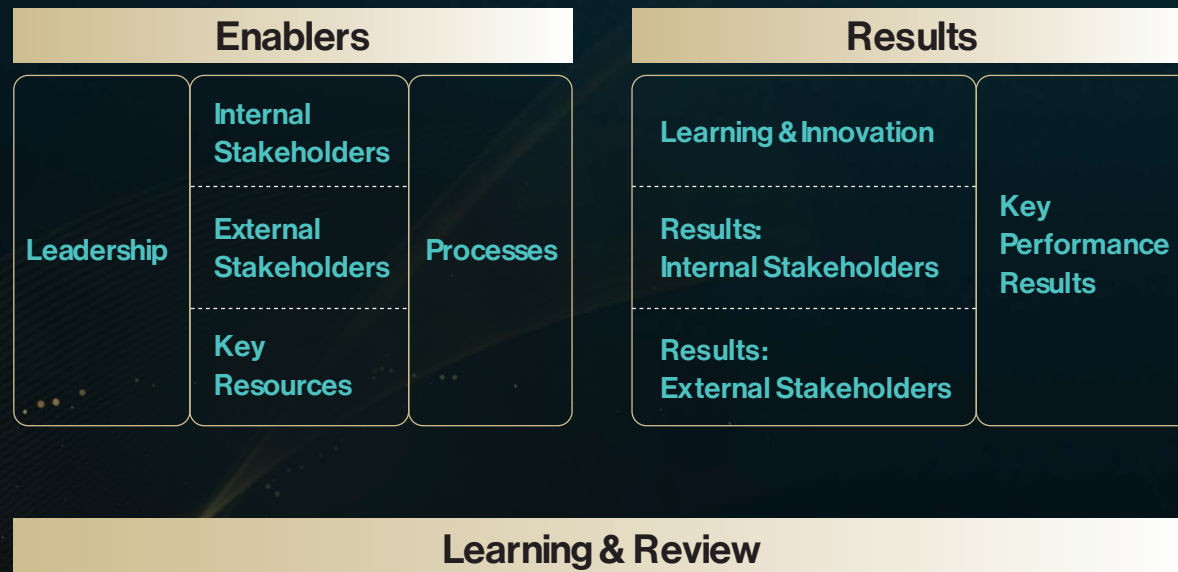 Enablers
Leadership
Internal
Stakeholders
External
Stakeholders
Key
Resources
Processes
Results
Learning & Innovation
Results:
Internal Stakeholders
Results:
External Stakeholders
Key
Performance
Results
Learning & Review